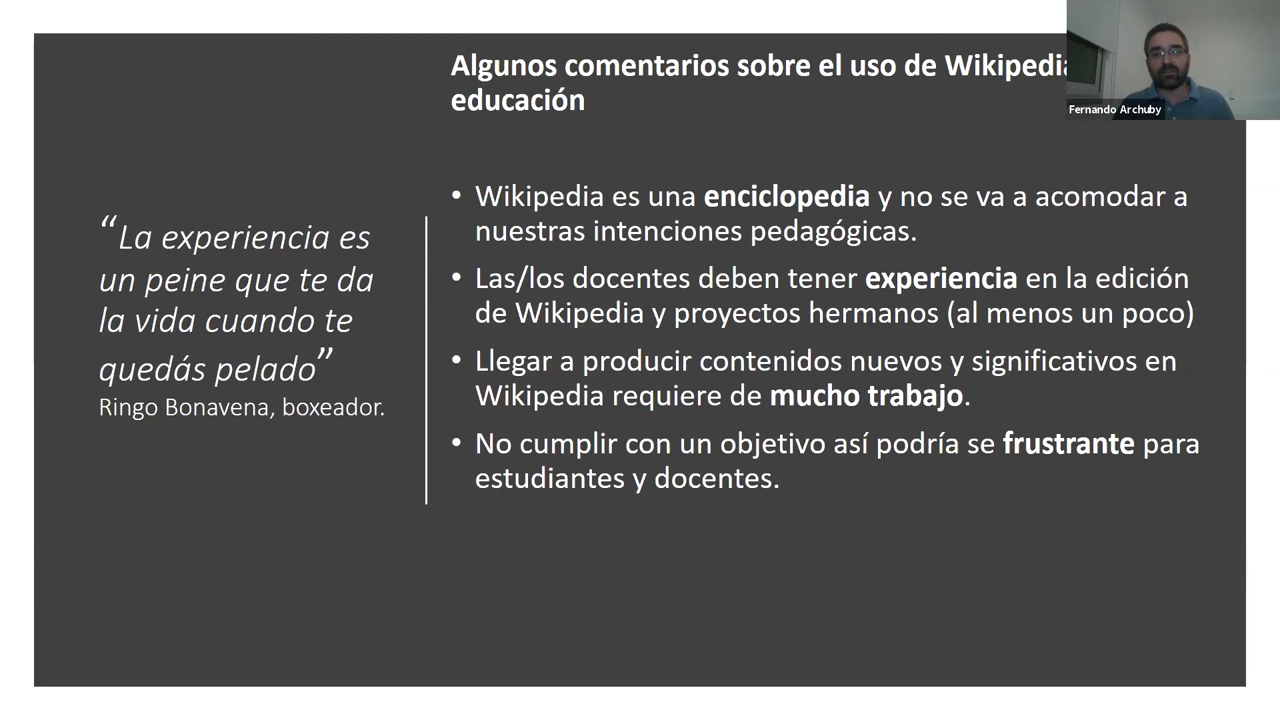 Algunos comentarios sobre el uso de Wikipedia
educación
Fernando Archuby
“La experiencia es
un peine que te da
la vida cuando te
quedás pelado”
Ringo Bonavena, boxeador.
• Wikipedia es una enciclopedia y no se va a acomodar a
nuestras intenciones pedagógicas.
• Las/los docentes deben tener experiencia en la edición
de Wikipedia y proyectos hermanos (al menos un poco)
• Llegar a producir contenidos nuevos y significativos en
Wikipedia requiere de mucho trabajo.
• No cumplir con un objetivo así podría se frustrante para
estudiantes y docentes.